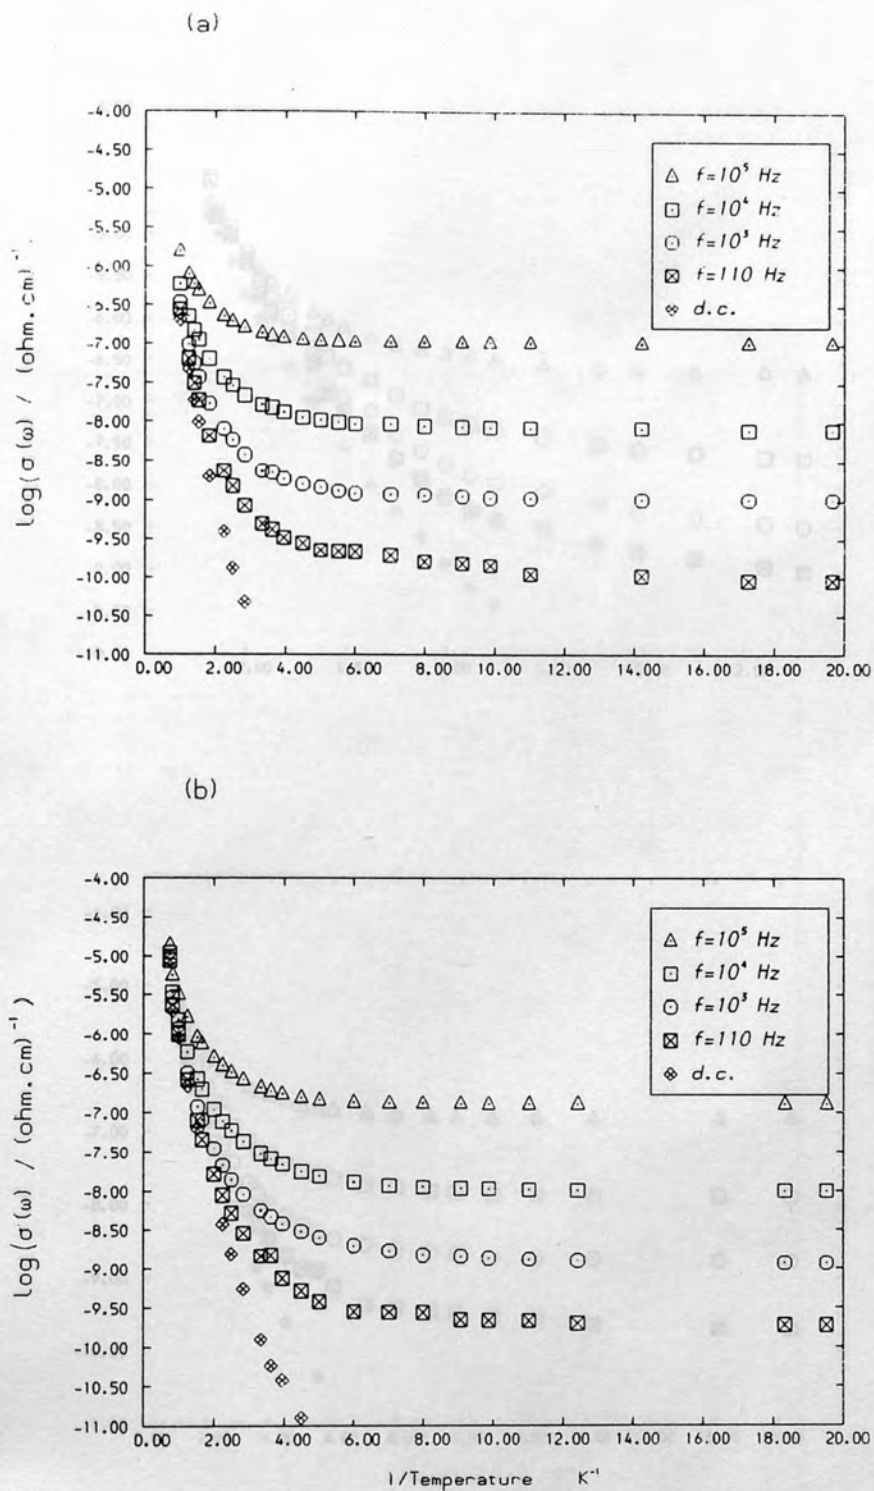 (a)
-4.00
-4.50
-5.00
-5.50
-6.00
-6.50
-7.00
-7.50
-8.00
-8.50
-9.00
-9.50
-10.00
-10.50
-11.00
log(σ(ω) / (ohm.cm)⁻¹
△ f=10⁵ Hz
⊡ f=10⁴ Hz
⊙ f=10³ Hz
⊠ f=110 Hz
d.c.
0.00 2.00 4.00 6.00 8.00 10.00 12.00 14.00 16.00 18.00 20.00
(b)
-4.00
-4.50
-5.00
-5.50
-6.00
-6.50
-7.00
-7.50
-8.00
-8.50
-9.00
-9.50
-10.00
-10.50
-11.00
log(σ(ω) / (ohm.cm)⁻¹)
△ f=10⁵ Hz
⊡ f=10⁴ Hz
⊙ f=10³ Hz
⊠ f=110 Hz
d.c.
0.00 2.00 4.00 6.00 8.00 10.00 12.00 14.00 16.00 18.00 20.00
1/Temperature K⁻¹